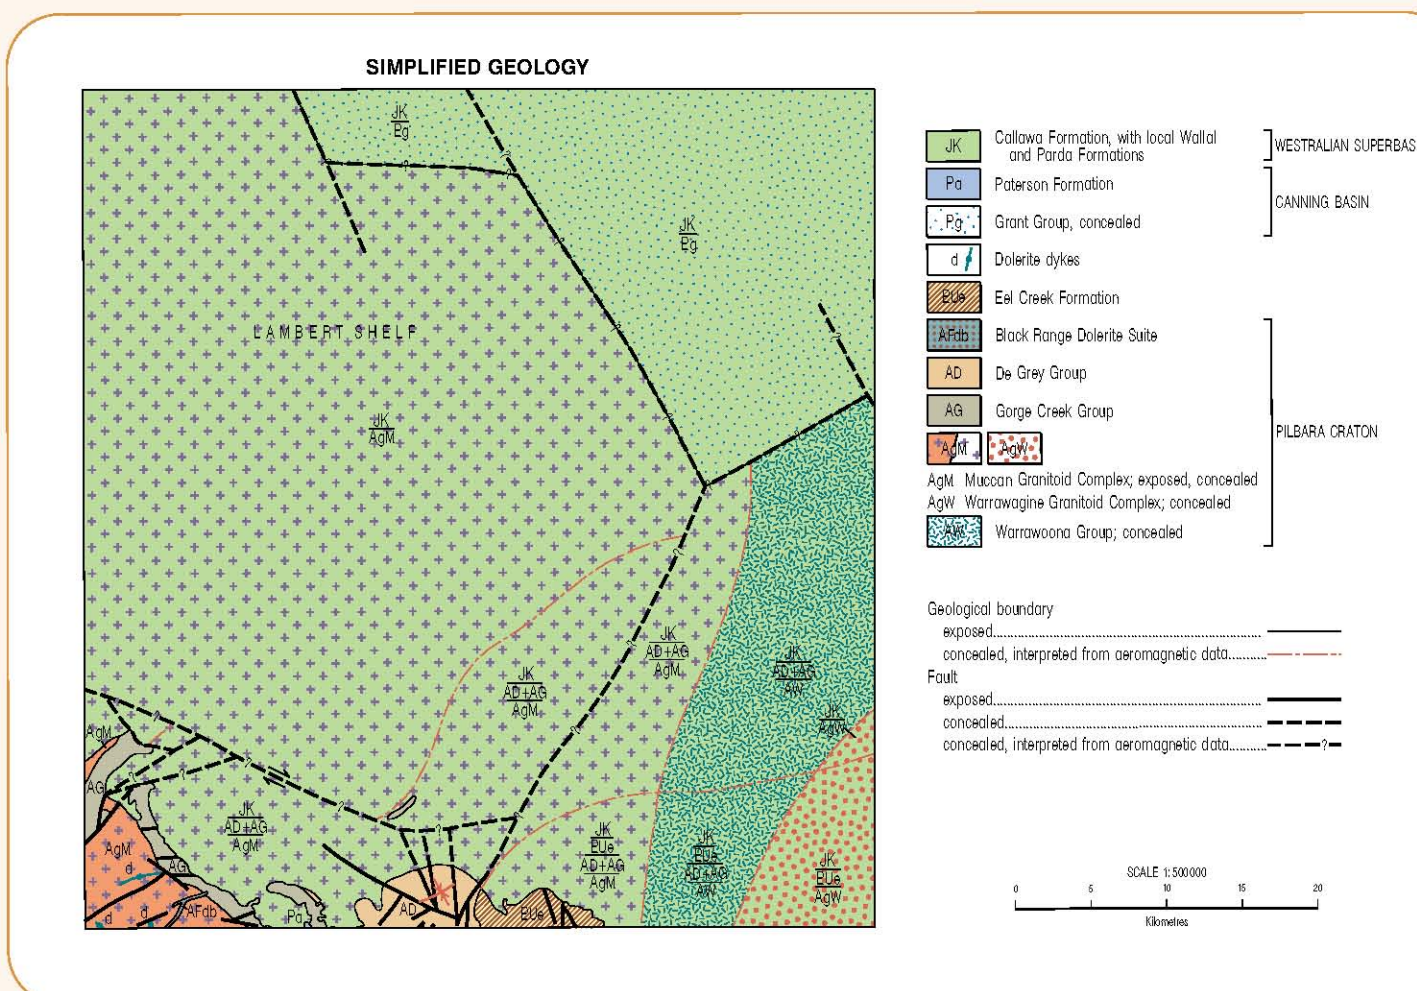 SIMPLIFIED GEOLOGY
JK
Pg
JK
Pg
LAMBERT SHELF
JK
AgM
JK
AD+AG
AgM
JK
AD+AG
AgM
JK
AD+AG
AW
JK
AgW
AgM
AG
JK
AD+AG
AgM
JK
PUe
AD+AG
AgM
JK
PUe
AD+AG
AW
JK
PUe
AgW
AgM
d
AG
d
d
AFdb
Pa
AD
PUe
JK Callawa Formation, with local Wallal
and Parda Formations
WESTRALIAN SUPERBAS
Pa Paterson Formation
CANNING BASIN
Pg Grant Group, concealed
d Dolerite dykes
PUe Eel Creek Formation
AFdb Black Range Dolerite Suite
AD De Grey Group
AG Gorge Creek Group
PILBARA CRATON
AgM AgW
AgM Muccan Granitoid Complex; exposed, concealed
AgW Warrawagine Granitoid Complex; concealed
AW Warrawoona Group; concealed
Geological boundary
exposed
concealed, interpreted from aeromagnetic data
Fault
exposed
concealed
concealed, interpreted from aeromagnetic data ?
SCALE 1:500000
0 5 10 15 20
Kilometres